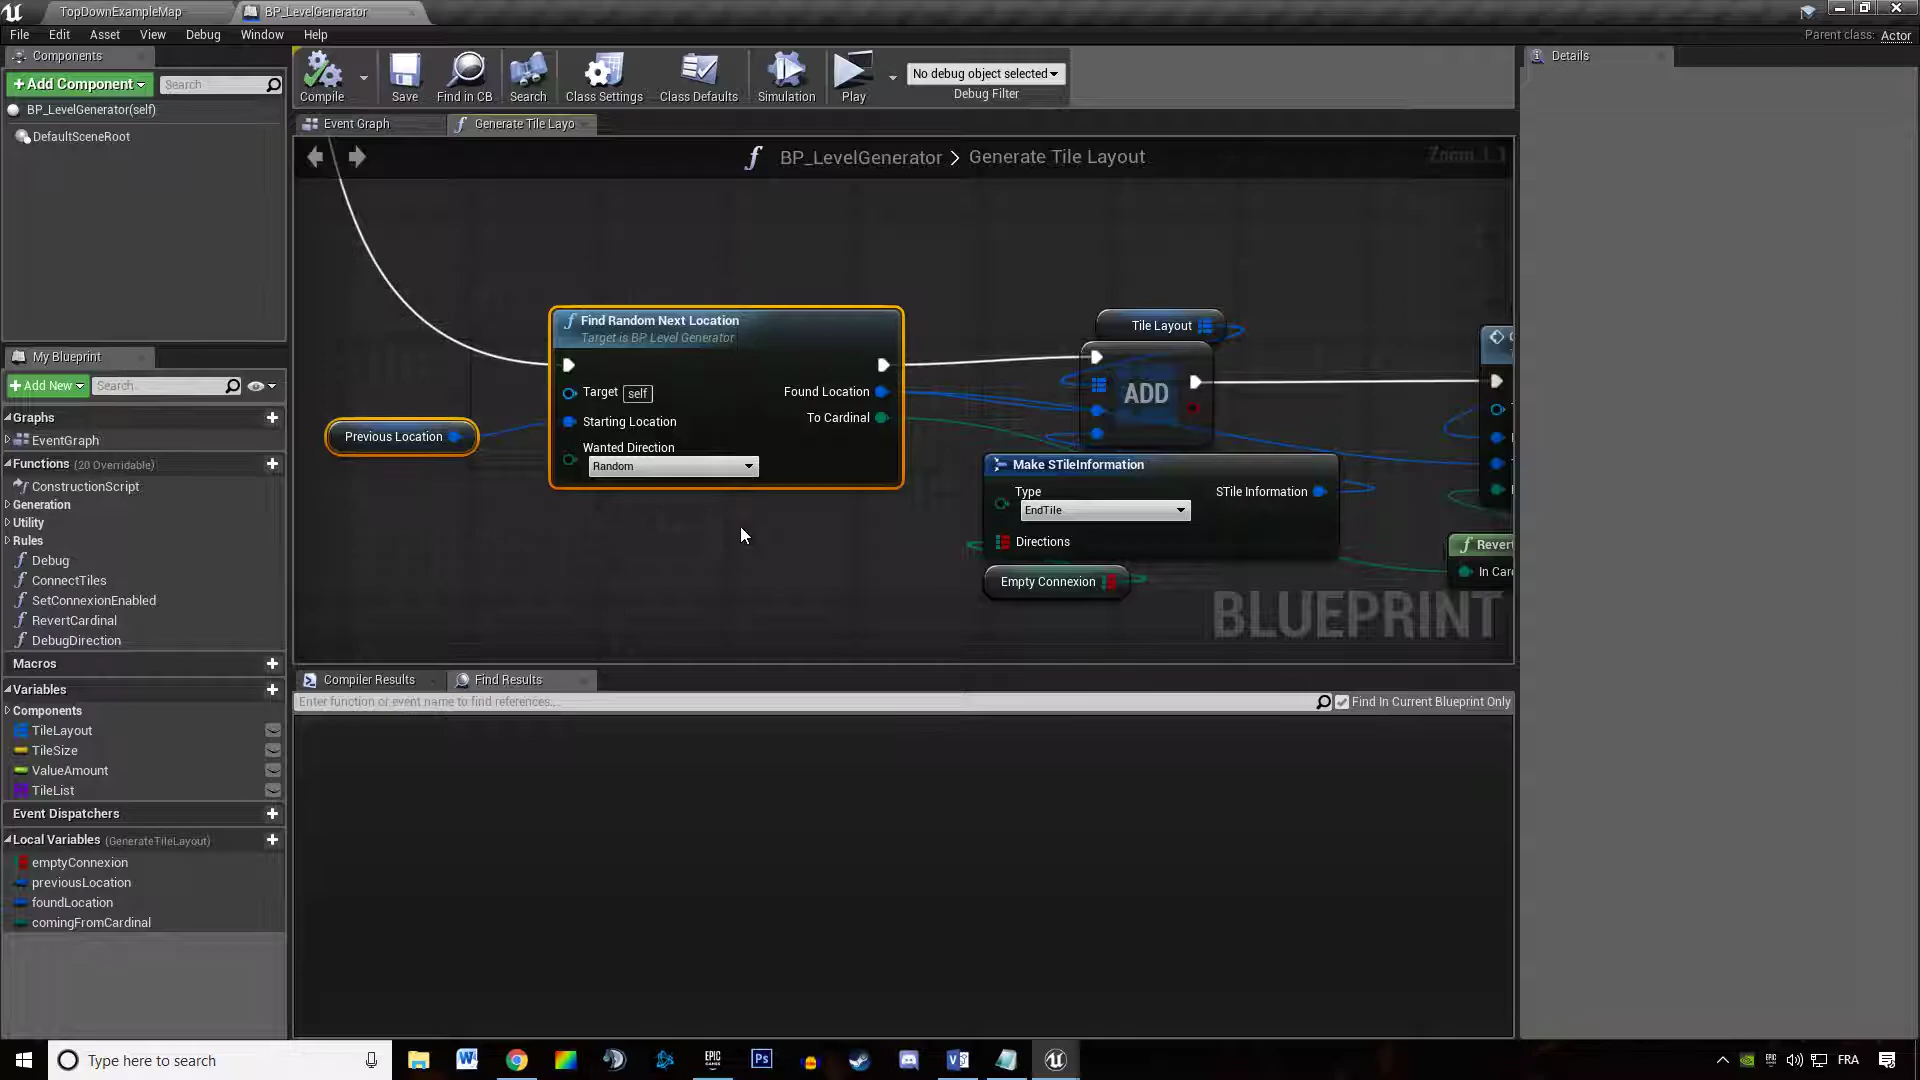 TopDownExampleMap
BP_LevelGenerator
File Edit Asset View Debug Window Help
Parent class: Actor
Components
+Add Component
Search
BP_LevelGenerator(self)
DefaultSceneRoot
Compile
Save
Find in CB
Search
Class Settings
Class Defaults
Simulation
Play
No debug object selected
Debug Filter
Details
Event Graph
Generate Tile Layo
BP_LevelGenerator > Generate Tile Layout
Find Random Next Location
Target is BP Level Generator
Target self
Found Location
Starting Location
To Cardinal
Wanted Direction
Random
Previous Location
Tile Layout
ADD
Make STileInformation
Type
EndTile
STile Information
Directions
Empty Connexion
Revert
In Card
BLUEPRINT
My Blueprint
+Add New
Search
Graphs
EventGraph
Functions (20 Overridable)
ConstructionScript
Generation
Utility
Rules
Debug
ConnectTiles
SetConnexionEnabled
RevertCardinal
DebugDirection
Macros
Variables
Components
TileLayout
TileSize
ValueAmount
TileList
Event Dispatchers
Local Variables (GenerateTileLayout)
emptyConnexion
previousLocation
foundLocation
comingFromCardinal
Compiler Results
Find Results
Enter function or event name to find references...
Find In Current Blueprint Only
Type here to search
EPIC GAMES
Ps
FRA